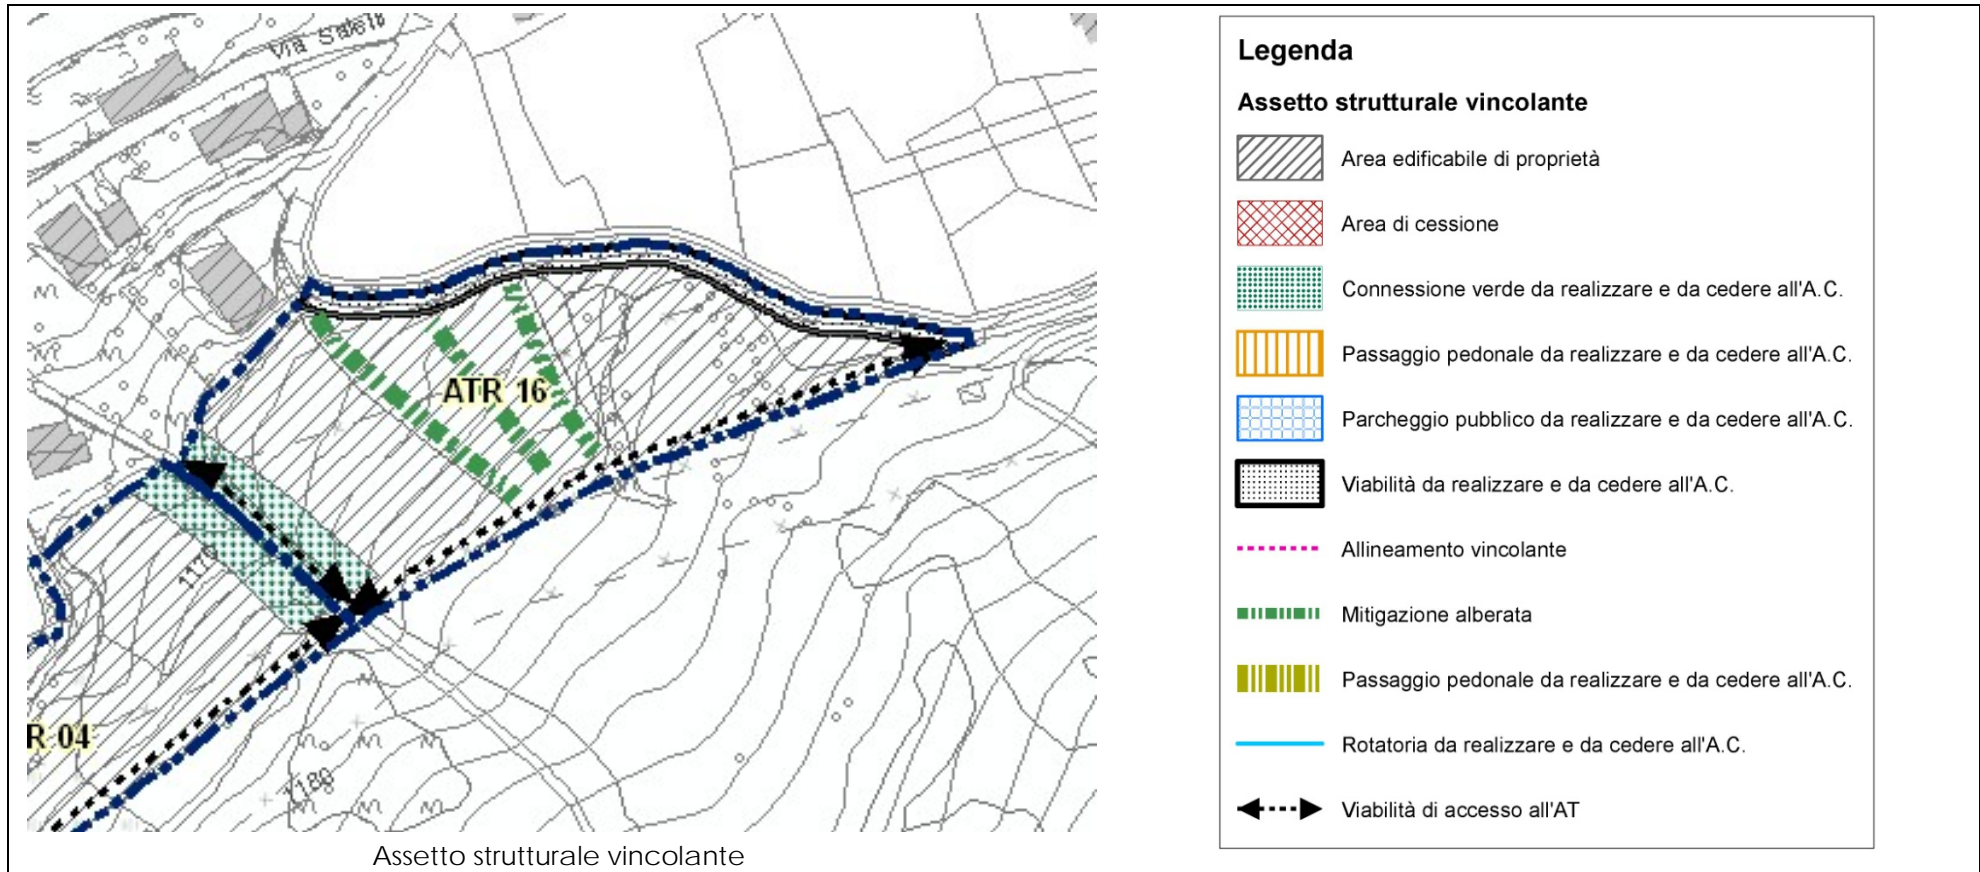 Via Saleti
ATR 16
117
R 04
1180
Assetto strutturale vincolante
Legenda
Assetto strutturale vincolante
Area edificabile di proprietà
Area di cessione
Connessione verde da realizzare e da cedere all'A.C.
Passaggio pedonale da realizzare e da cedere all'A.C.
Parcheggio pubblico da realizzare e da cedere all'A.C.
Viabilità da realizzare e da cedere all'A.C.
Allineamento vincolante
Mitigazione alberata
Passaggio pedonale da realizzare e da cedere all'A.C.
Rotatoria da realizzare e da cedere all'A.C.
Viabilità di accesso all'AT